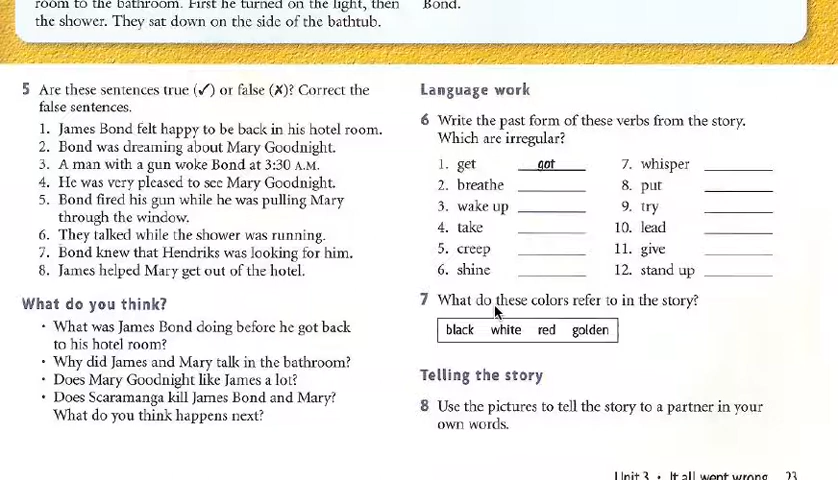 room to the bathroom. First he turned on the light, then
the shower. They sat down on the side of the bathtub.
Bond.
5 Are these sentences true (✓) or false (✗)? Correct the
false sentences.
1. James Bond felt happy to be back in his hotel room.
2. Bond was dreaming about Mary Goodnight.
3. A man with a gun woke Bond at 3:30 A.M.
4. He was very pleased to see Mary Goodnight.
5. Bond fired his gun while he was pulling Mary
through the window.
6. They talked while the shower was running.
7. Bond knew that Hendriks was looking for him.
8. James helped Mary get out of the hotel.
What do you think?
• What was James Bond doing before he got back
to his hotel room?
• Why did James and Mary talk in the bathroom?
• Does Mary Goodnight like James a lot?
• Does Scaramanga kill James Bond and Mary?
What do you think happens next?
Language work
6 Write the past form of these verbs from the story.
Which are irregular?
1. get got
2. breathe
3. wake up
4. take
5. creep
6. shine
7. whisper
8. put
9. try
10. lead
11. give
12. stand up
7 What do these colors refer to in the story?
black white red golden
Telling the story
8 Use the pictures to tell the story to a partner in your
own words.
Unit 3 • It all went wrong 23